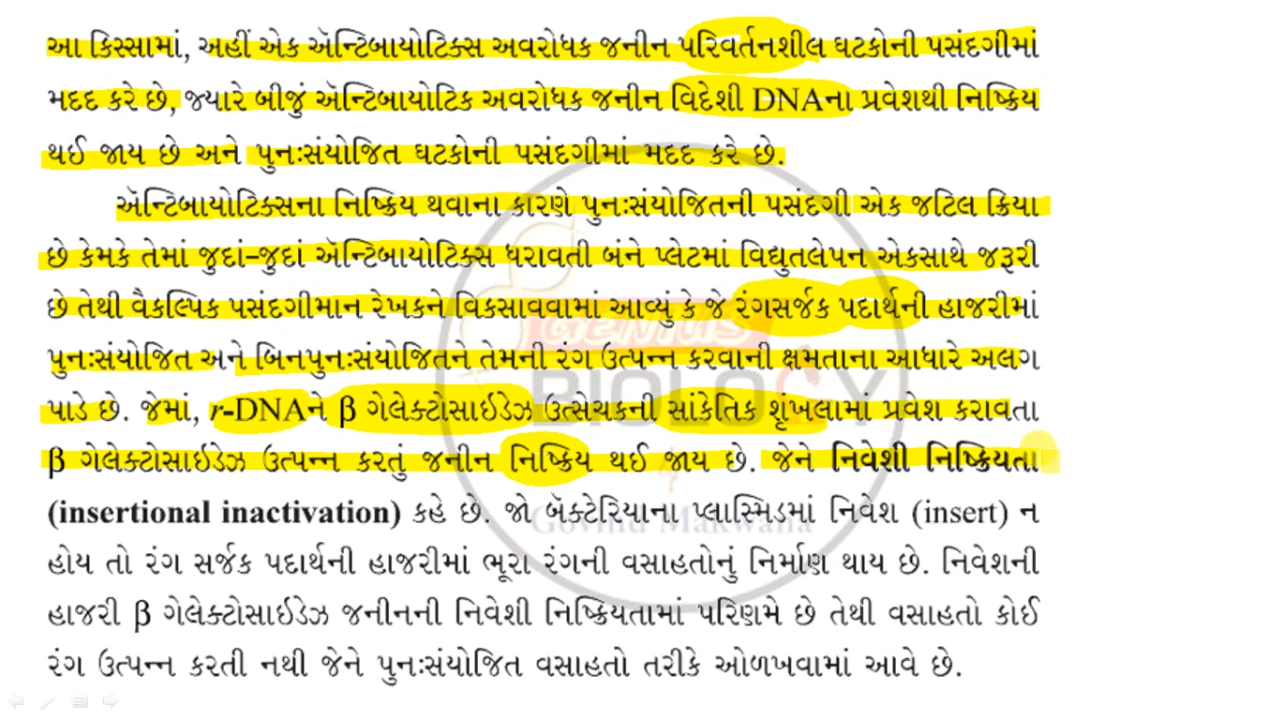 આ કિસ્સામાં, અહીં એક ઍન્ટિબાયોટિક્સ અવરોધક જનીન પરિવર્તનશીલ ઘટકોની પસંદગીમાં
મદદ કરે છે, જ્યારે બીજું ઍન્ટિબાયોટિક અવરોધક જનીન વિદેશી DNAના પ્રવેશથી નિષ્ક્રિય
થઈ જાય છે અને પુનઃસંયોજિત ઘટકોની પસંદગીમાં મદદ કરે છે.
ઍન્ટિબાયોટિક્સના નિષ્ક્રિય થવાના કારણે પુનઃસંયોજિતની પસંદગી એક જટિલ ક્રિયા
છે કેમકે તેમાં જુદાં-જુદાં ઍન્ટિબાયોટિક્સ ધરાવતી બંને પ્લેટમાં વિદ્યુતલેપન એકસાથે જરૂરી
છે તેથી વૈકલ્પિક પસંદગીમાન રેખકને વિકસાવવામાં આવ્યું કે જે રંગસર્જક પદાર્થની હાજરીમાં
પુનઃસંયોજિત અને બિનપુનઃસંયોજિતને તેમની રંગ ઉત્પન્ન કરવાની ક્ષમતાના આધારે અલગ
પાડે છે. જેમાં, r-DNAને β ગેલેક્ટોસાઈડેઝ ઉત્સેચકની સાંકેતિક શૃંખલામાં પ્રવેશ કરાવતા
β ગેલેક્ટોસાઈડેઝ ઉત્પન્ન કરતું જનીન નિષ્ક્રિય થઈ જાય છે. જેને નિવેશી નિષ્ક્રિયતા
(insertional inactivation) કહે છે. જો બૅક્ટેરિયાના પ્લાસ્મિડમાં નિવેશ (insert) ન
હોય તો રંગ સર્જક પદાર્થની હાજરીમાં ભૂરા રંગની વસાહતોનું નિર્માણ થાય છે. નિવેશની
હાજરી β ગેલેક્ટોસાઈડેઝ જનીનની નિવેશી નિષ્ક્રિયતામાં પરિણમે છે તેથી વસાહતો કોઈ
રંગ ઉત્પન્ન કરતી નથી જેને પુનઃસંયોજિત વસાહતો તરીકે ઓળખવામાં આવે છે.
GENIUS
BIOLOGY
by
Govind Makwana